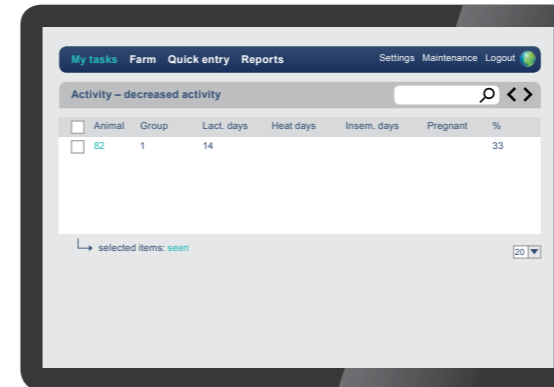 My tasks Farm Quick entry Reports Settings Maintenance Logout
Activity – decreased activity
Animal Group Lact. days Heat days Insem. days Pregnant %
82 1 14 33
selected items: seen
20